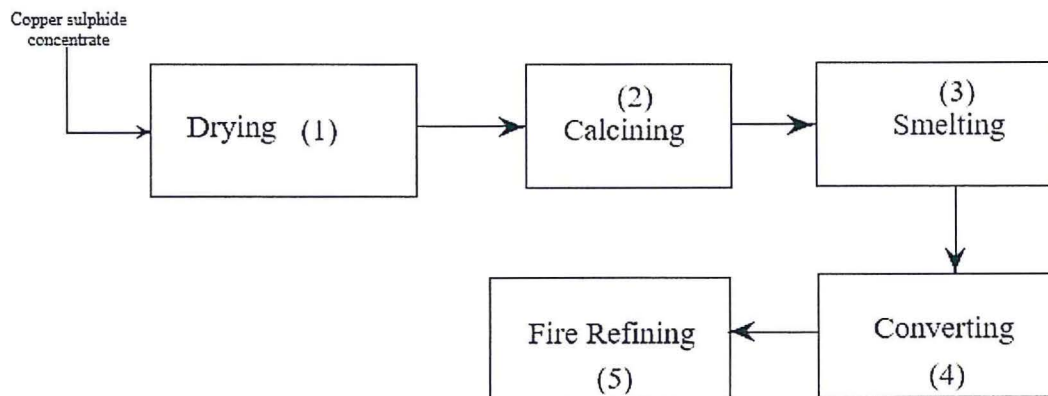 Copper sulphide
concentrate
Drying (1)
(2)
Calcining
(3)
Smelting
Converting
(4)
Fire Refining
(5)